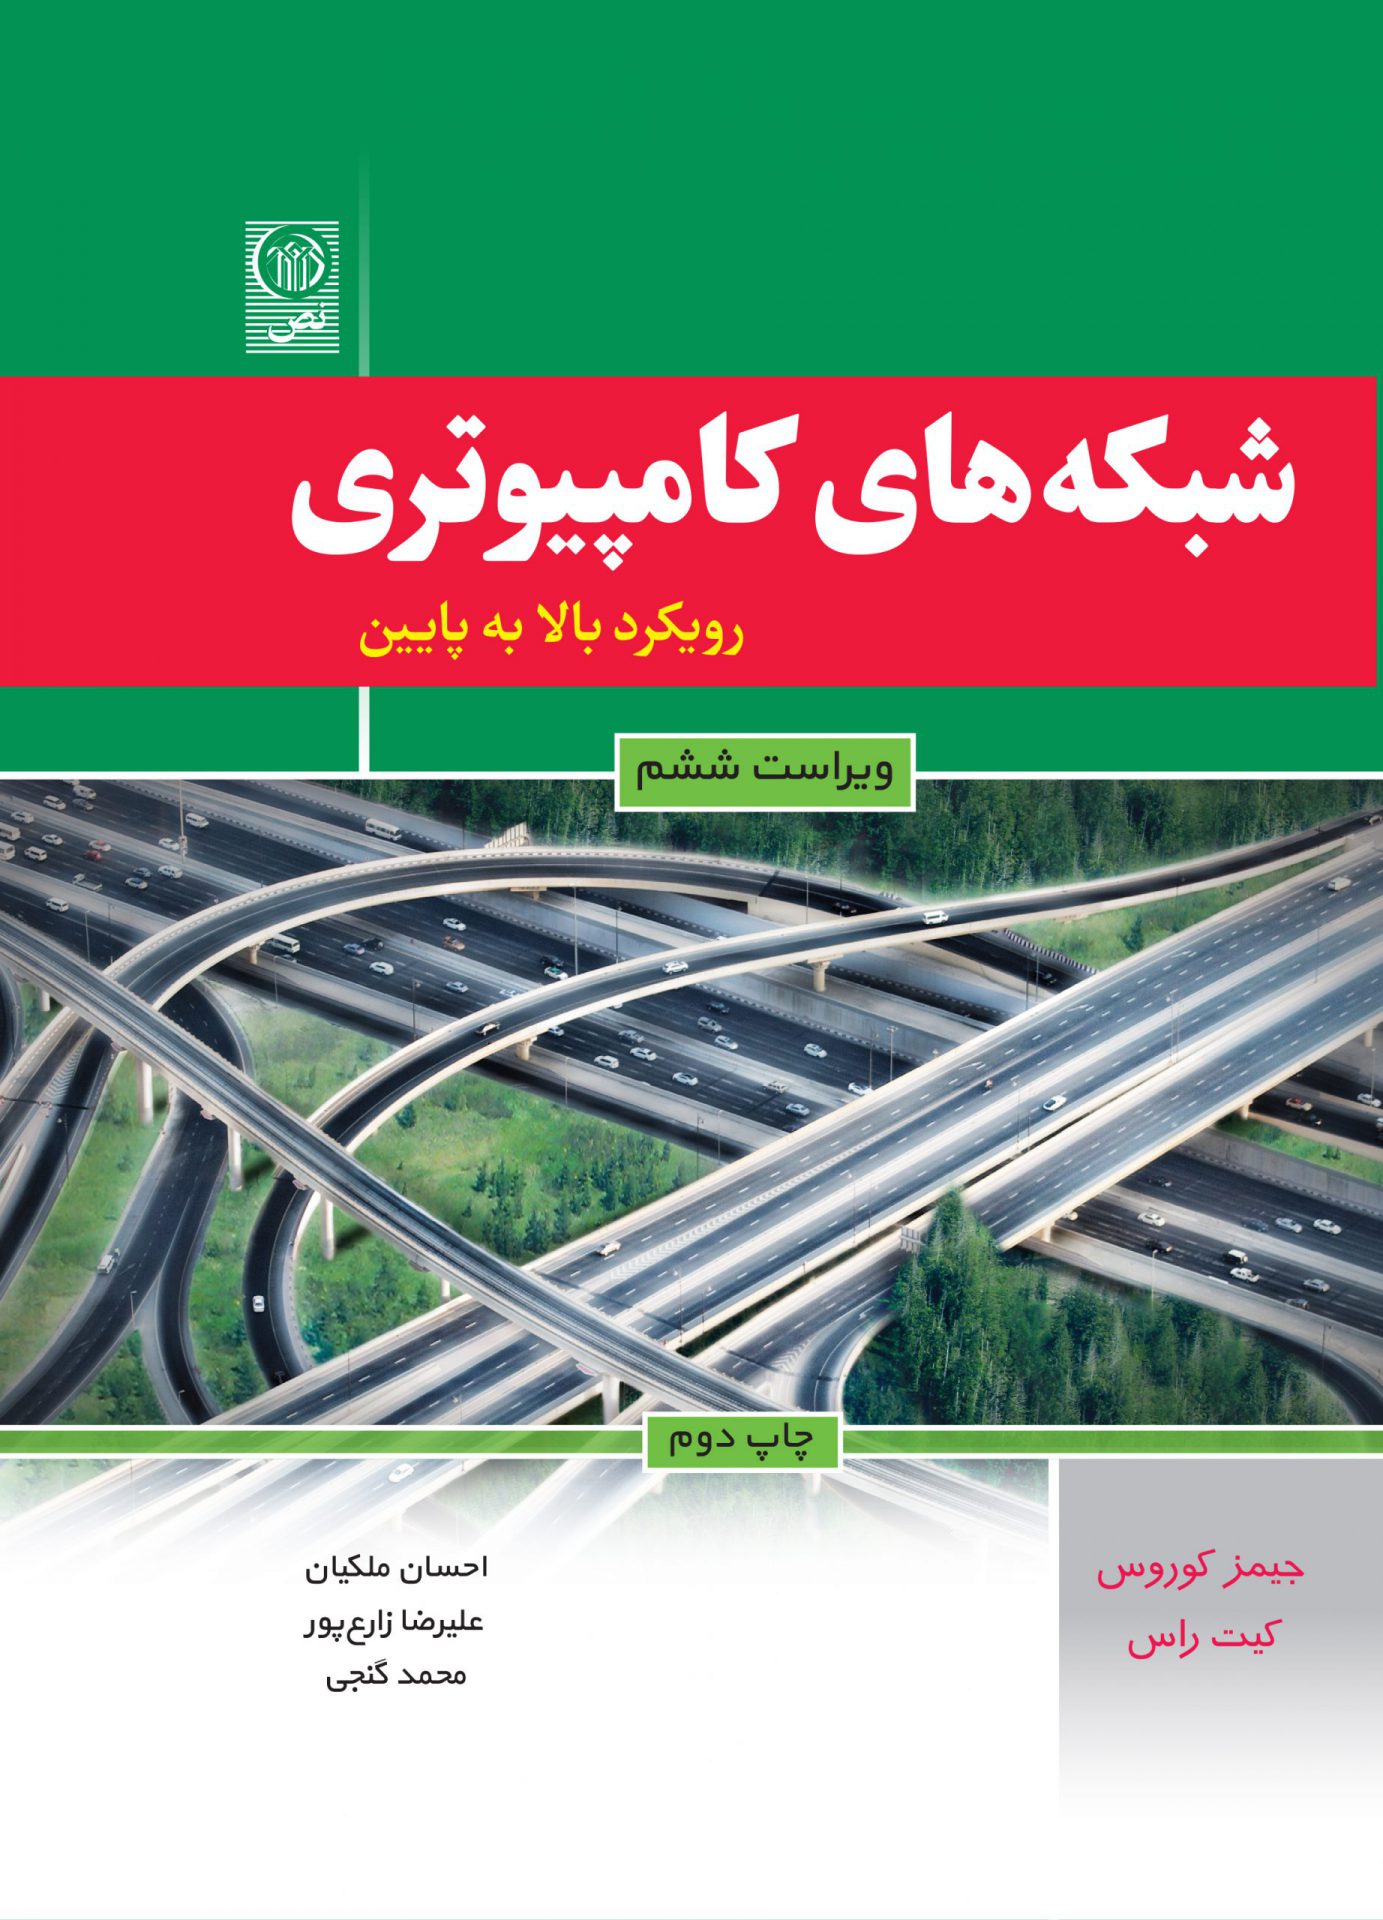 نص
شبکه‌های کامپیوتری
رویکرد بالا به پایین
ویراست ششم
چاپ دوم
جیمز کوروس
کیت راس
احسان ملکیان
علیرضا زارع‌پور
محمد گنجی